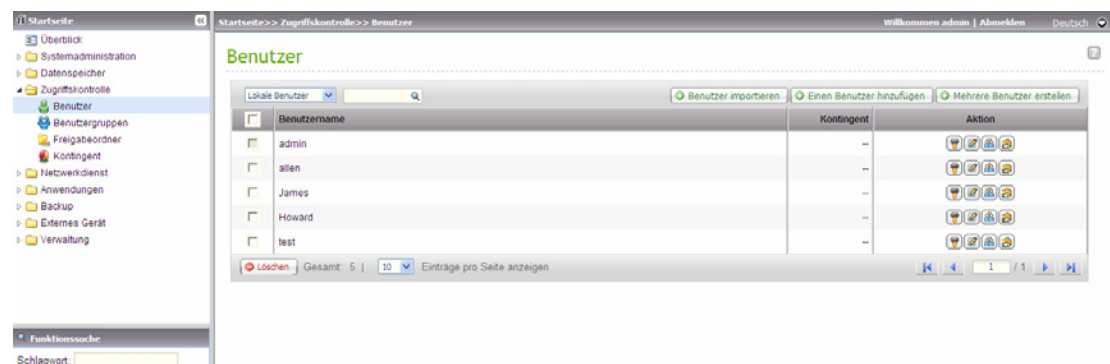 Startseite
Startseite>> Zugriffskontrolle>> Benutzer
Willkommen admin | Abmelden
Deutsch
Überblick
Systemadministration
Datenspeicher
Zugriffskontrolle
Benutzer
Benutzergruppen
Freigabeordner
Kontingent
Netzwerkdienst
Anwendungen
Backup
Externes Gerät
Verwaltung
Funktionssuche
Schlagwort:
Benutzer
Lokale Benutzer
Benutzer importieren
Einen Benutzer hinzufügen
Mehrere Benutzer erstellen
Benutzername Kontingent Aktion
admin --
allen --
James --
Howard --
test --
Löschen Gesamt: 5 | 10 Einträge pro Seite anzeigen 1 / 1